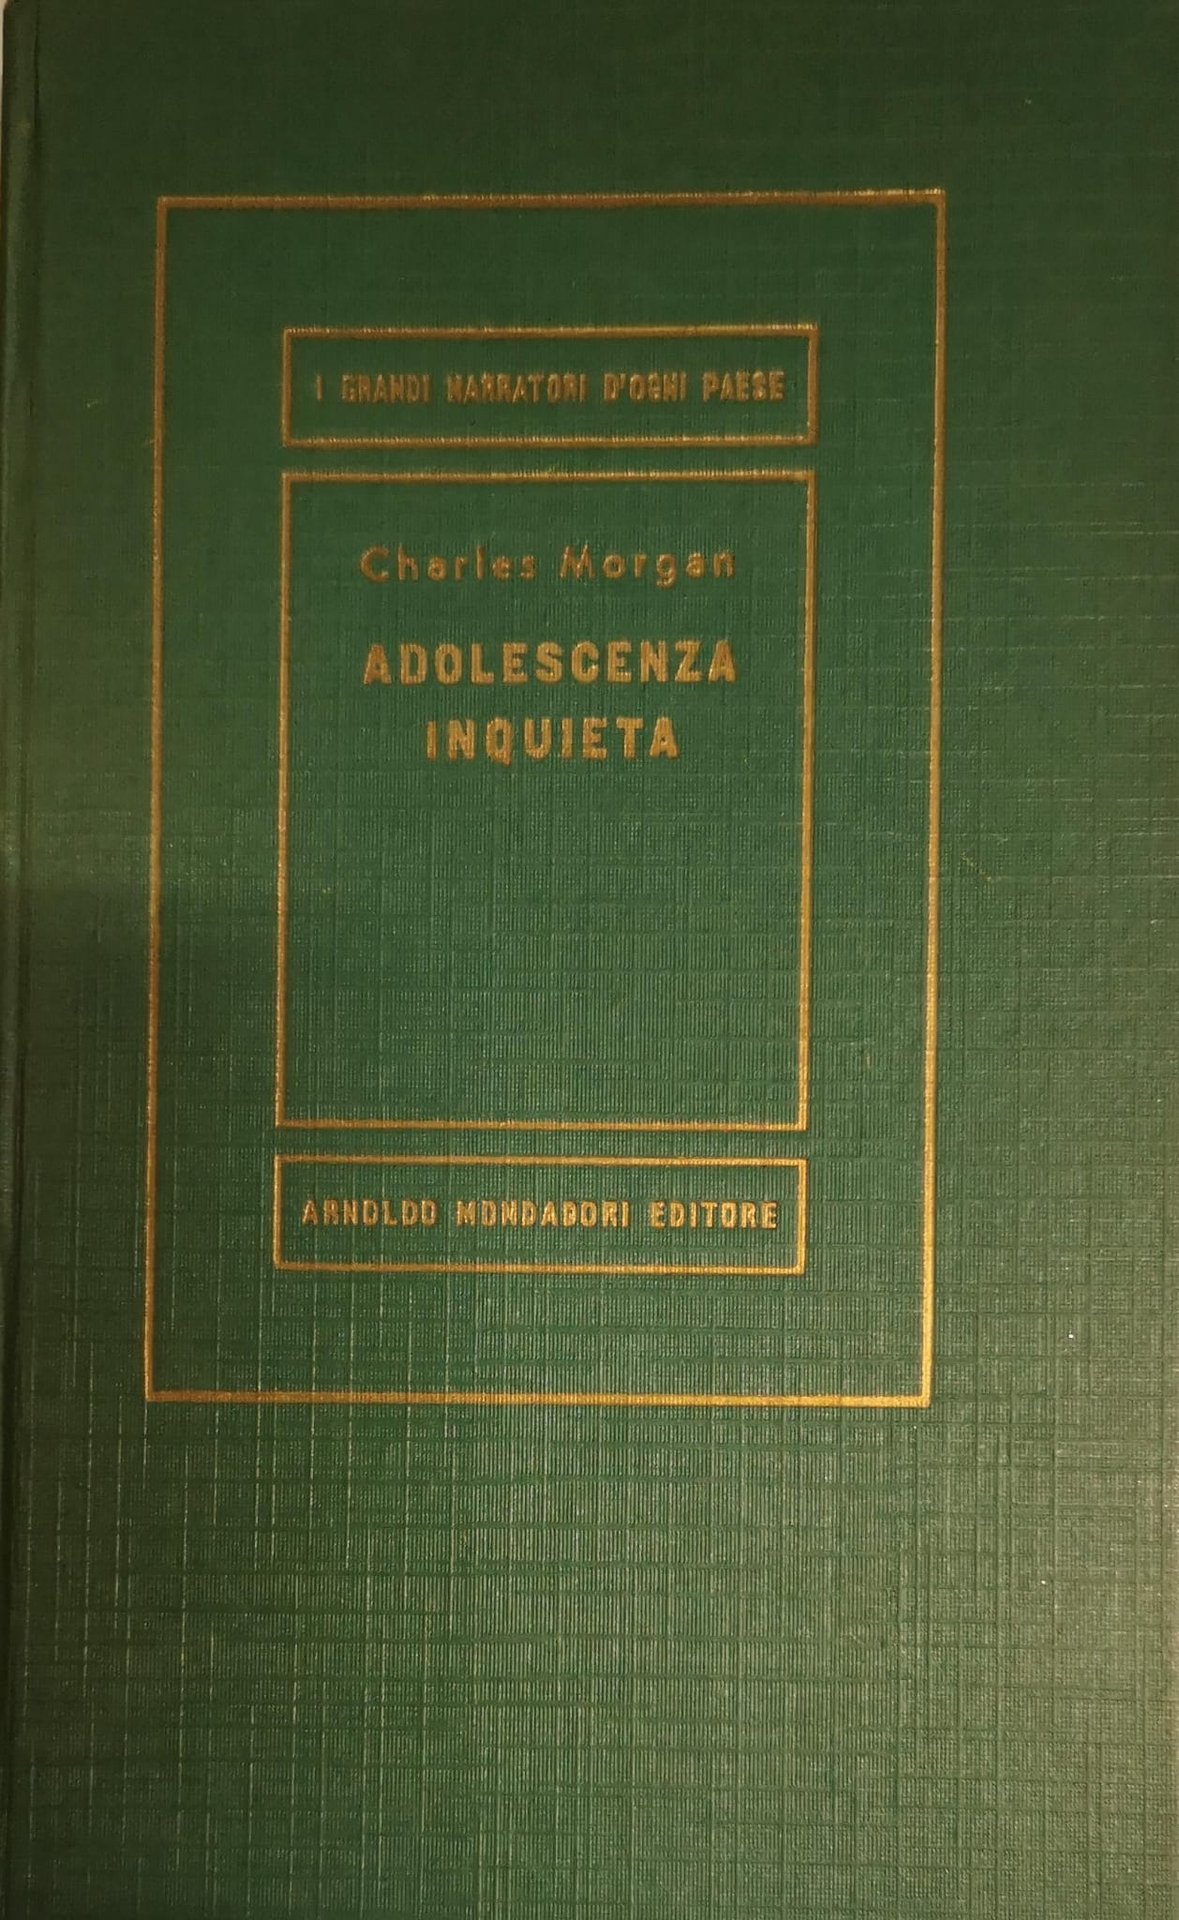 I GRANDI NARRATORI D'OGNI PAESE
Charles Morgan
ADOLESCENZA
INQUIETA
ARNOLDO MONDADORI EDITORE